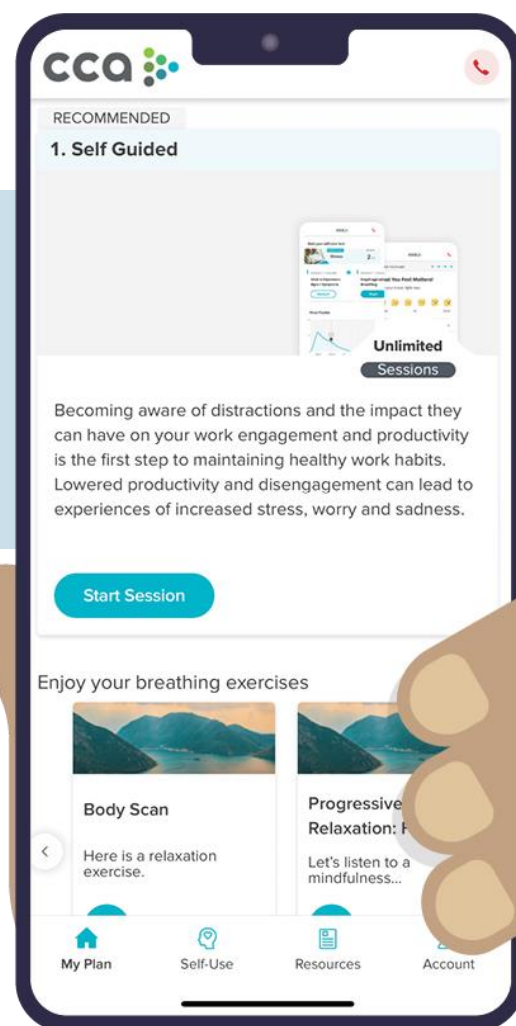 cca
RECOMMENDED
1. Self Guided
Unlimited
Sessions
Becoming aware of distractions and the impact they
can have on your work engagement and productivity
is the first step to maintaining healthy work habits.
Lowered productivity and disengagement can lead to
experiences of increased stress, worry and sadness.
Start Session
Enjoy your breathing exercises
Body Scan
Here is a relaxation
exercise.
Progressive
Relaxation:
Let's listen to a
mindfulness...
My Plan
Self-Use
Resources
Account